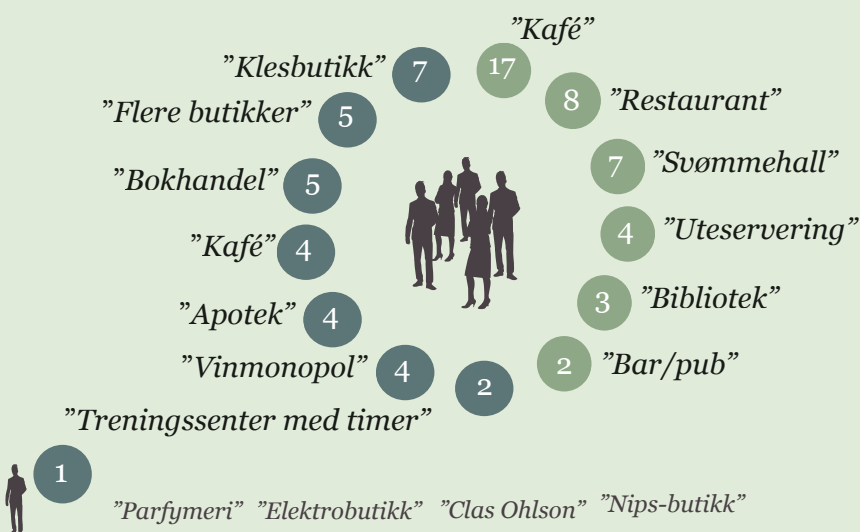 ”Kafé”
17
”Klesbutikk” 7
8 ”Restaurant”
”Flere butikker” 5
7 ”Svømmehall”
”Bokhandel” 5
4 ”Uteservering”
”Kafé” 4
3 ”Bibliotek”
”Apotek” 4
2 ”Bar/pub”
”Vinmonopol” 4
2
”Treningssenter med timer”
1
”Parfymeri” ”Elektrobutikk” ”Clas Ohlson” ”Nips-butikk”